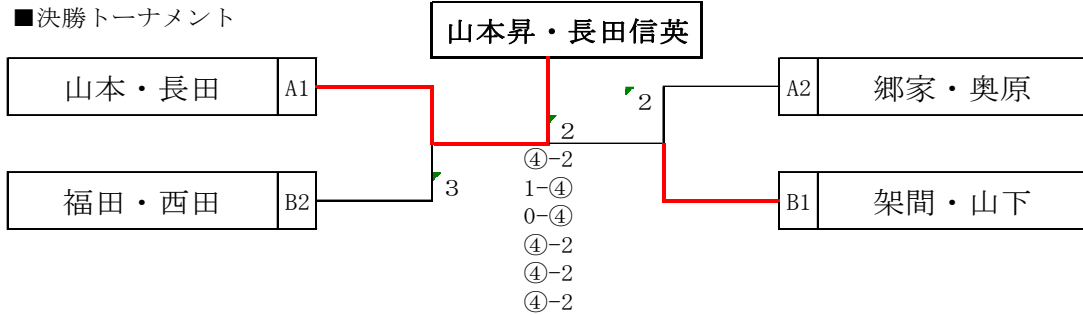 ■決勝トーナメント
山本昇・長田信英
山本・長田 A1
A2 郷家・奥原
2
2
④-2
1-④
0-④
④-2
④-2
④-2
福田・西田 B2
3
B1 架間・山下